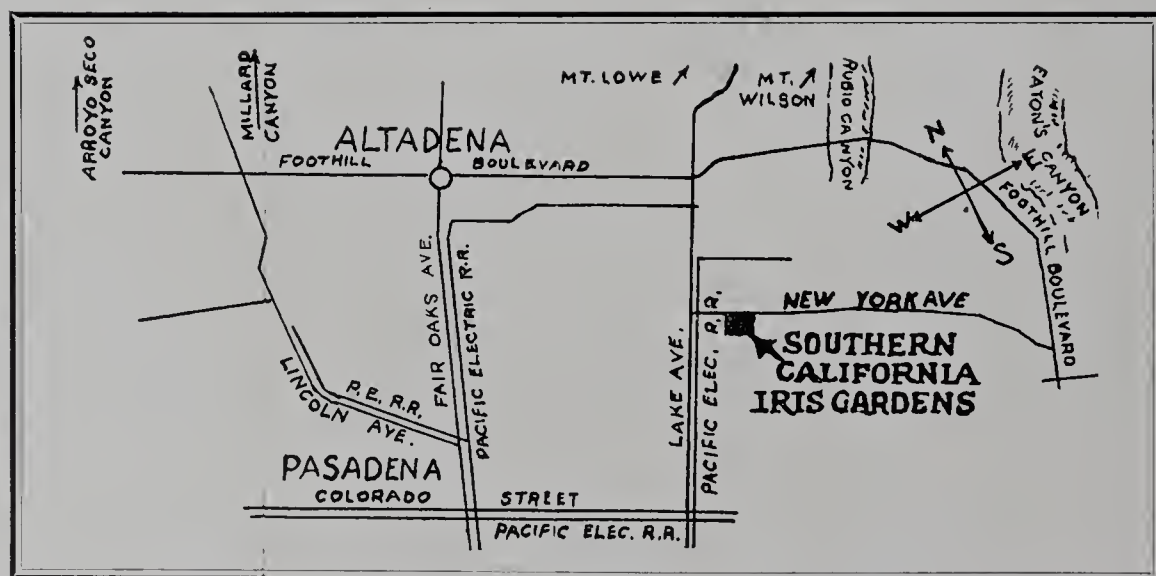 ARROYO SECO
CANYON
MILLARD
CANYON
MT. LOWE
MT.
WILSON
RUBIO CANYON
EATON'S CANYON
ALTADENA
FOOTHILL BOULEVARD
N
E
W
S
FOOTHILL BOULEVARD
FAIR OAKS AVE.
PACIFIC ELECTRIC R.R.
LAKE AVE.
PACIFIC ELEC. R. R.
NEW YORK AVE
SOUTHERN
CALIFORNIA
IRIS GARDENS
P.E. R.R.
LINCOLN AVE.
PASADENA
COLORADO STREET
PACIFIC ELEC. R.R.